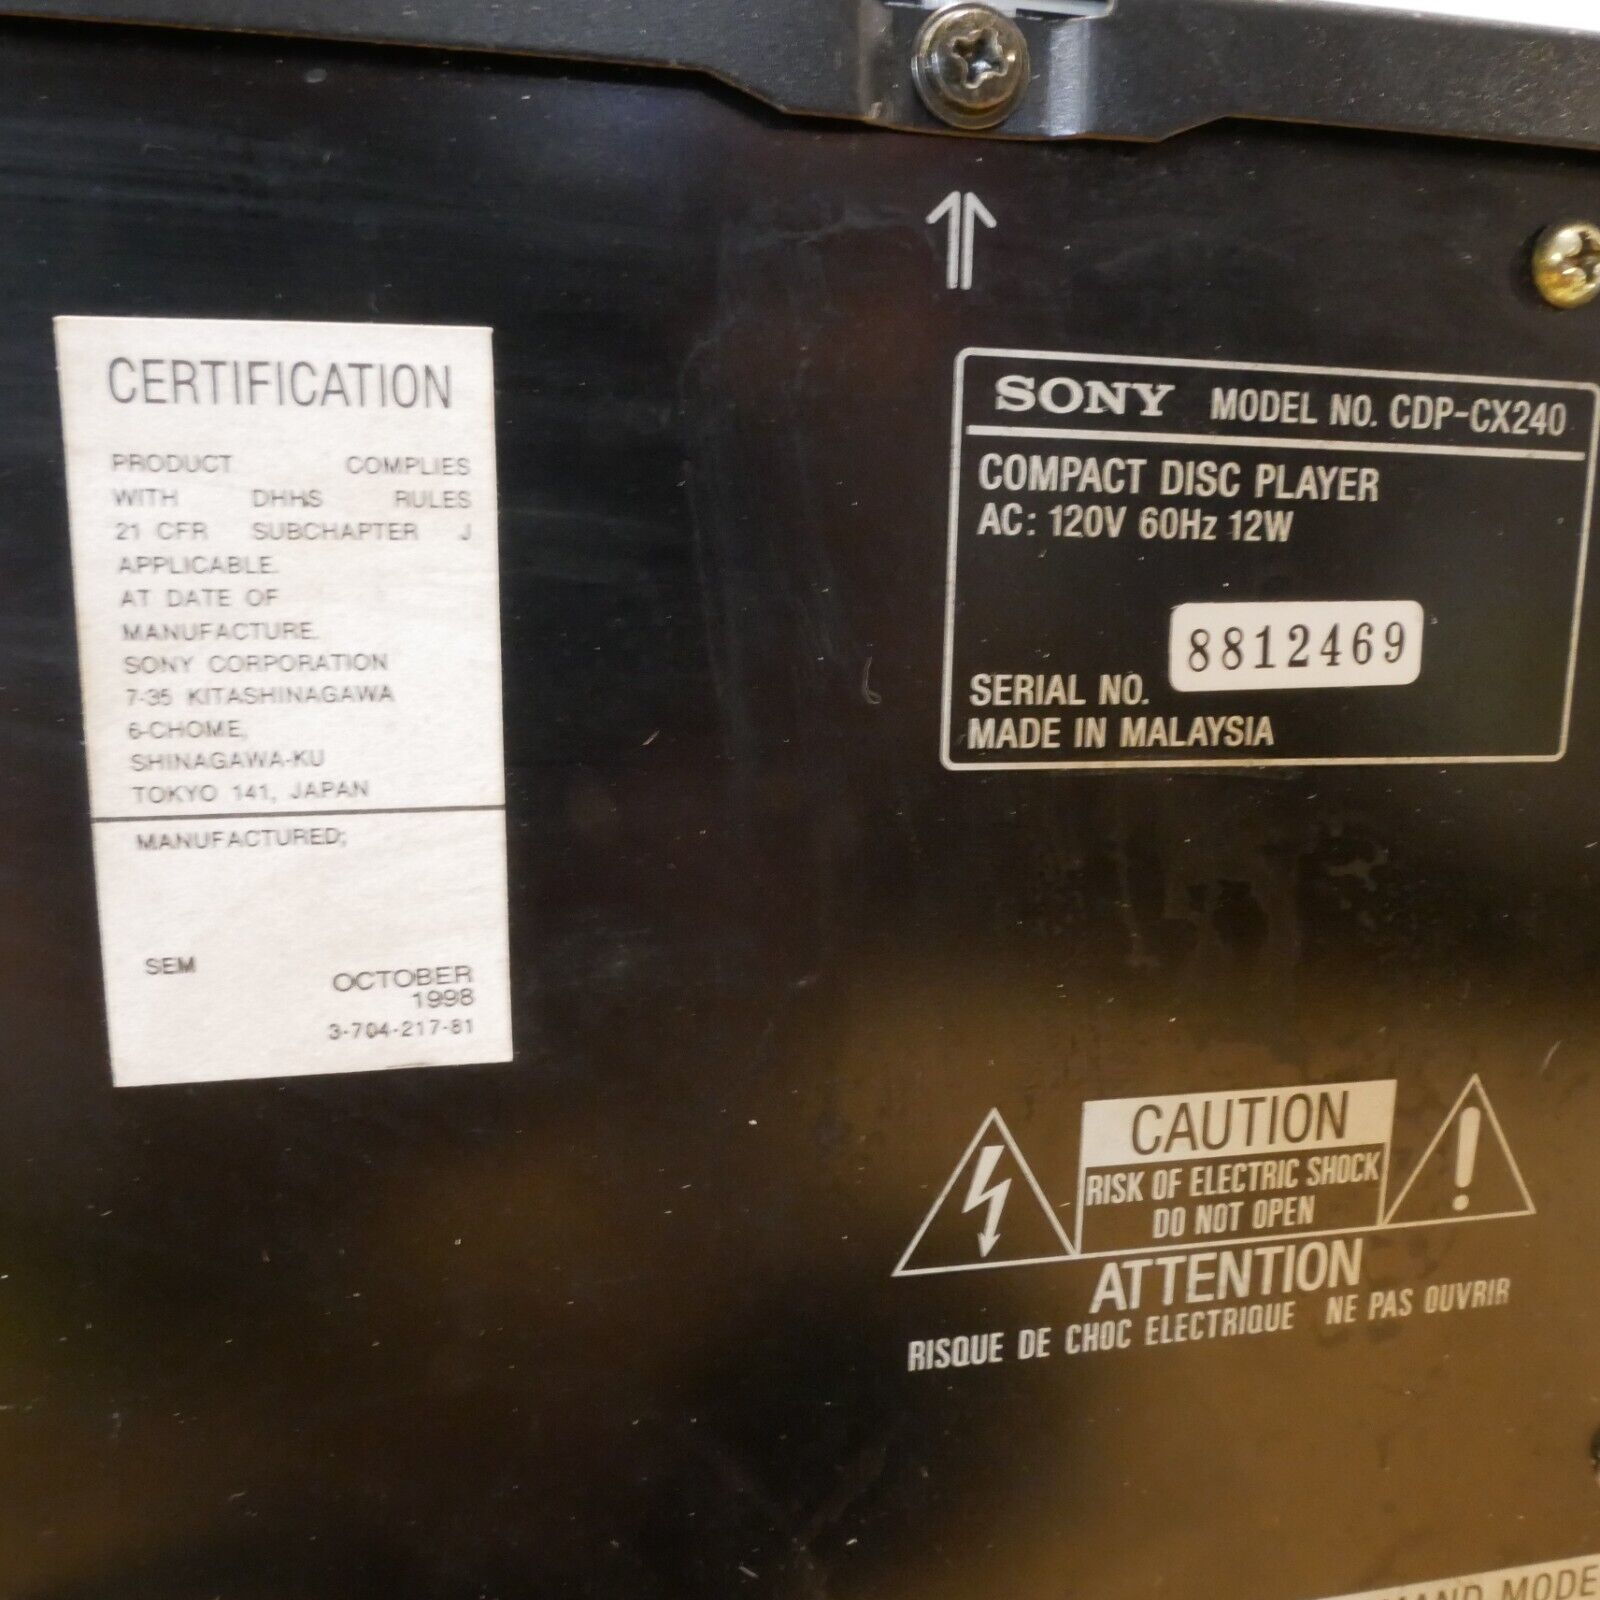 CERTIFICATION
PRODUCT COMPLIES
WITH DHHS RULES
21 CFR SUBCHAPTER J
APPLICABLE.
AT DATE OF
MANUFACTURE.
SONY CORPORATION
7-35 KITASHINAGAWA
6-CHOME,
SHINAGAWA-KU
TOKYO 141, JAPAN
MANUFACTURED;
SEM
OCTOBER
1998
3-704-217-81
SONY MODEL NO. CDP-CX240
COMPACT DISC PLAYER
AC: 120V 60Hz 12W
SERIAL NO. 8812469
MADE IN MALAYSIA
CAUTION
RISK OF ELECTRIC SHOCK
DO NOT OPEN
ATTENTION
RISQUE DE CHOC ELECTRIQUE NE PAS OUVRIR
MODE